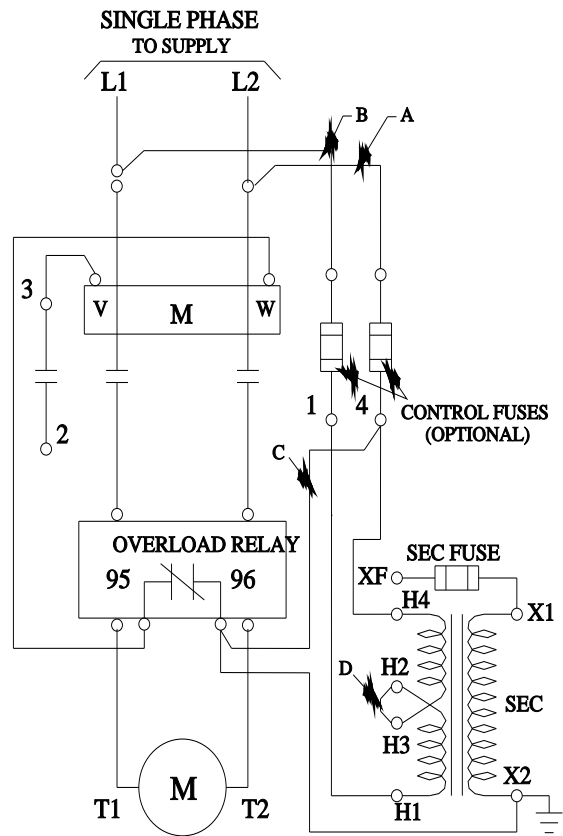 SINGLE PHASE
TO SUPPLY
L1 L2
B A
3
V M W
2
1 4
CONTROL FUSES
(OPTIONAL)
C
OVERLOAD RELAY
95 96
SEC FUSE
XF
H4 X1
D H2
SEC
H3
X2
H1
T1 M T2